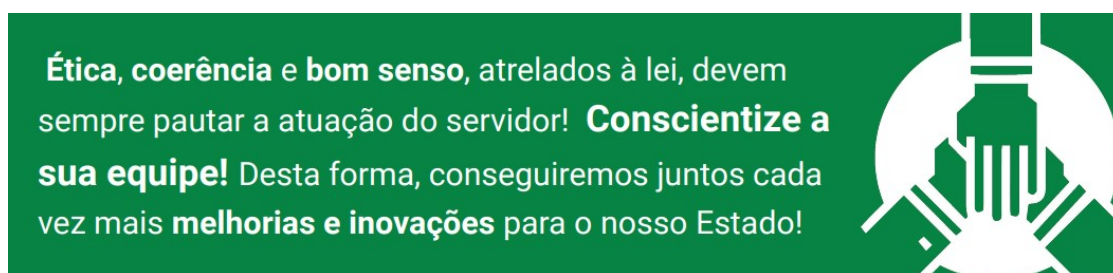 Ética, coerência e bom senso, atrelados à lei, devem
sempre pautar a atuação do servidor! Conscientize a
sua equipe! Desta forma, conseguiremos juntos cada
vez mais melhorias e inovações para o nosso Estado!